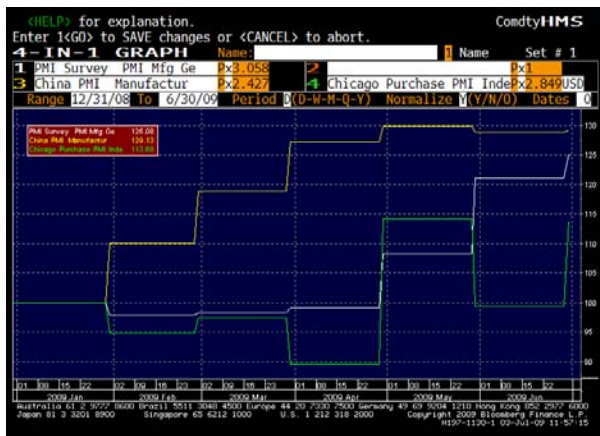 <HELP> for explanation. ComdtyHMS
Enter 1<GO> to SAVE changes or <CANCEL> to abort.
4-IN-1 GRAPH Name: 1 Name Set # 1
1 PMI Survey PMI Mfg Ge Px3.058 2 Px1
3 China PMI Manufactur Px2.427 4 Chicago Purchase PMI IndePx2.849USD
Range 12/31/08 To 6/30/09 Period D(D-W-M-Q-Y) Normalize Y(Y/N/O) Dates 0
PMI Survey PMI Mfg Ge 125.08
China PMI Manufactur 129.13
Chicago Purchase PMI Inde 113.68
130
125
120
115
110
105
100
95
90
01 08 15 22 02 09 16 23 02 09 16 23 01 08 15 22 01 08 15 22 01 08 15 22
2009 Jan 2009 Feb 2009 Mar 2009 Apr 2009 May 2009 Jun
Australia 61 2 9777 8600 Brazil 5511 3048 4500 Europe 44 20 7330 7500 Germany 49 69 9204 1210 Hong Kong 852 2977 6000
Japan 81 3 3201 8900 Singapore 65 6212 1000 U.S. 1 212 318 2000 Copyright 2009 Bloomberg Finance L.P.
H197-1130-1 03-Jul-09 11:57:15